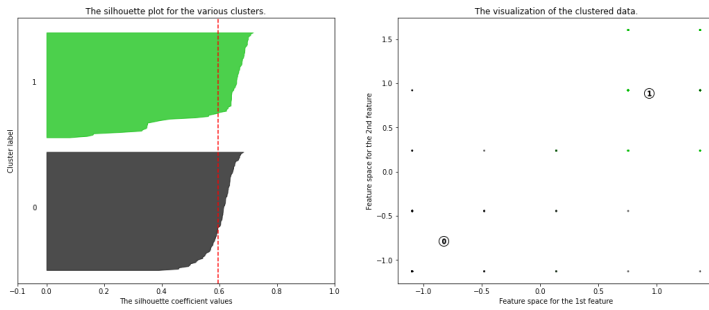 The silhouette plot for the various clusters.
Cluster label
1
0
−0.1 0.0 0.2 0.4 0.6 0.8 1.0
The silhouette coefficient values
The visualization of the clustered data.
Feature space for the 2nd feature
1.5
1.0
0.5
0.0
−0.5
−1.0
1
0
−1.0 −0.5 0.0 0.5 1.0
Feature space for the 1st feature